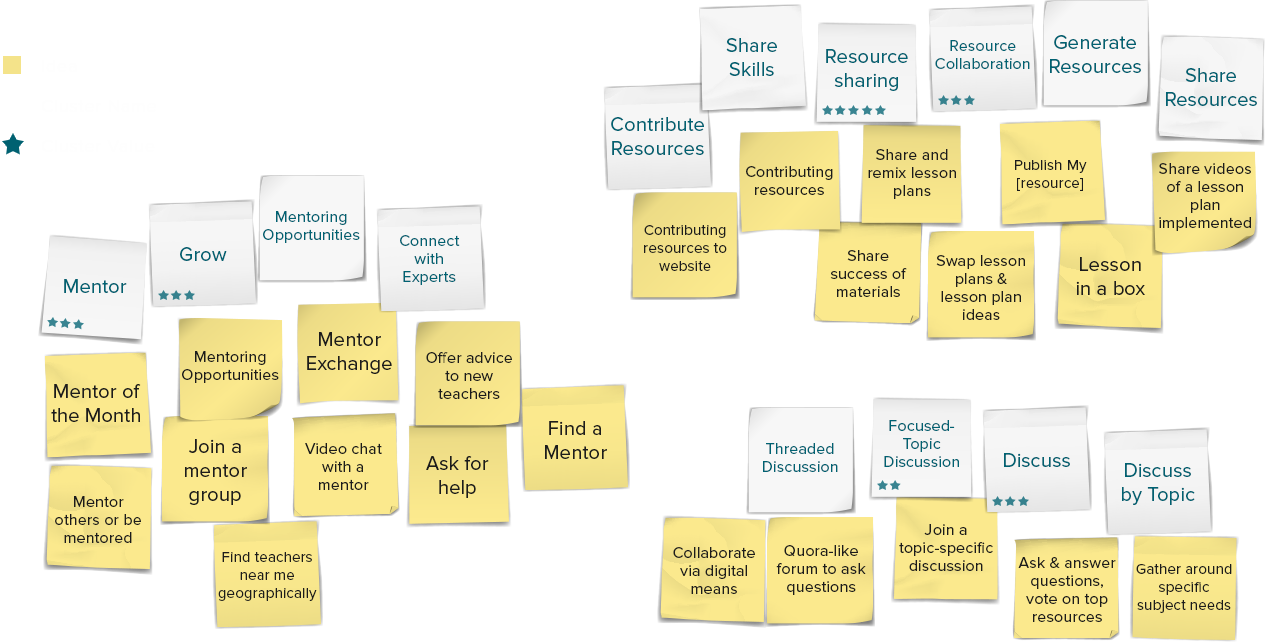 Share
Skills
Resource
sharing
Resource
Collaboration
Generate
Resources
Share
Resources
Contribute
Resources
Contributing
resources
Share and
remix lesson
plans
Publish My
[resource]
Share videos
of a lesson
plan
implemented
Contributing
resources to
website
Share
success of
materials
Swap lesson
plans &
lesson plan
ideas
Lesson
in a box
Mentor
Grow
Mentoring
Opportunities
Connect
with
Experts
Mentor of
the Month
Mentoring
Opportunities
Mentor
Exchange
Offer advice
to new
teachers
Find a
Mentor
Mentor
others or be
mentored
Join a
mentor
group
Video chat
with a
mentor
Ask for
help
Find teachers
near me
geographically
Threaded
Discussion
Focused-
Topic
Discussion
Discuss
Discuss
by Topic
Collaborate
via digital
means
Quora-like
forum to ask
questions
Join a
topic-specific
discussion
Ask & answer
questions,
vote on top
resources
Gather around
specific
subject needs